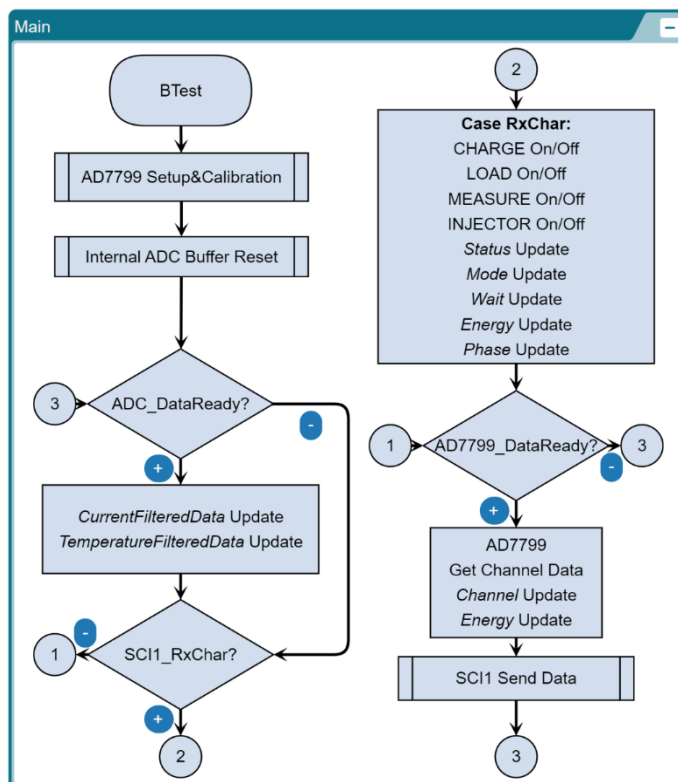 Main
BTest
AD7799 Setup&Calibration
Internal ADC Buffer Reset
3
ADC_DataReady?
-
+
CurrentFilteredData Update
TemperatureFilteredData Update
-
1
SCI1_RxChar?
+
2
2
Case RxChar:
CHARGE On/Off
LOAD On/Off
MEASURE On/Off
INJECTOR On/Off
Status Update
Mode Update
Wait Update
Energy Update
Phase Update
1
AD7799_DataReady?
-
3
+
AD7799
Get Channel Data
Channel Update
Energy Update
SCI1 Send Data
3